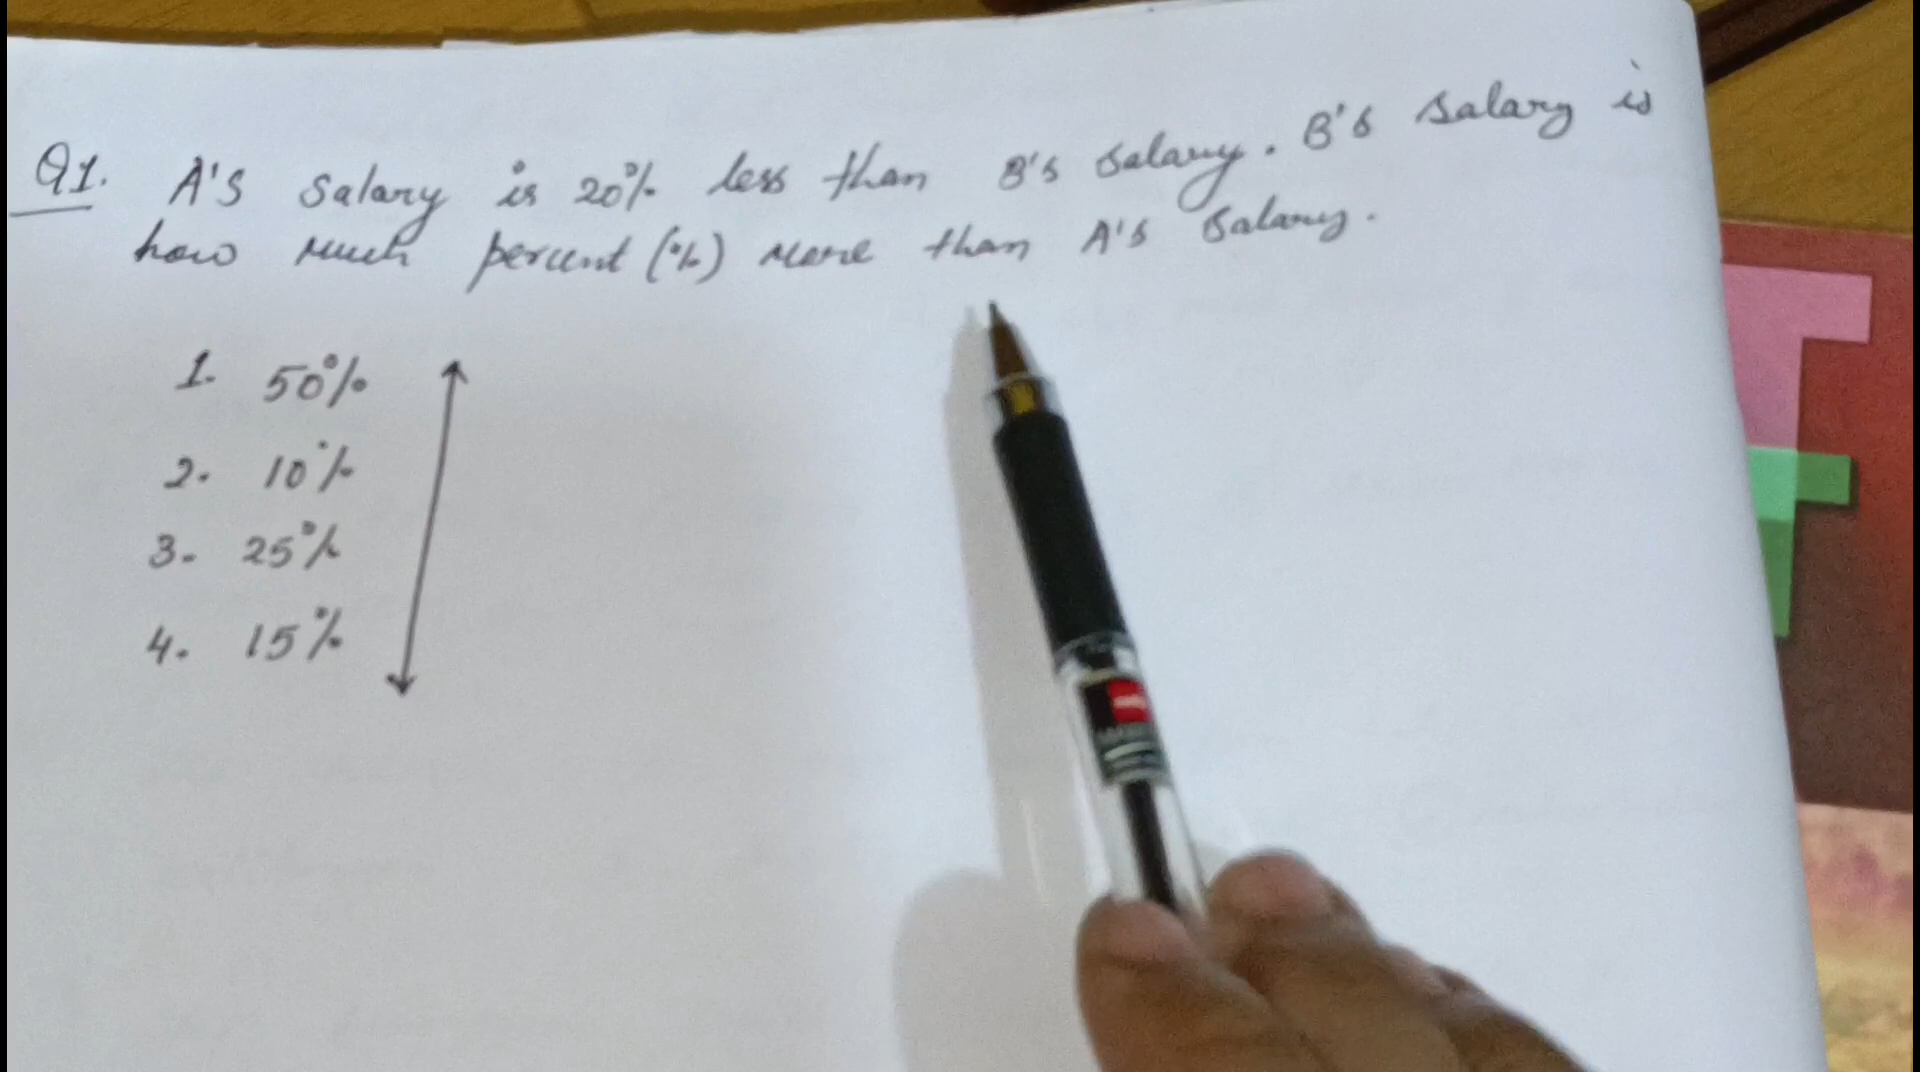 Q1. A's Salary is 20% less than B's Salary. B's Salary is
how much percent (%) more than A's Salary.
1. 50%
2. 10%
3. 25%
4. 15%